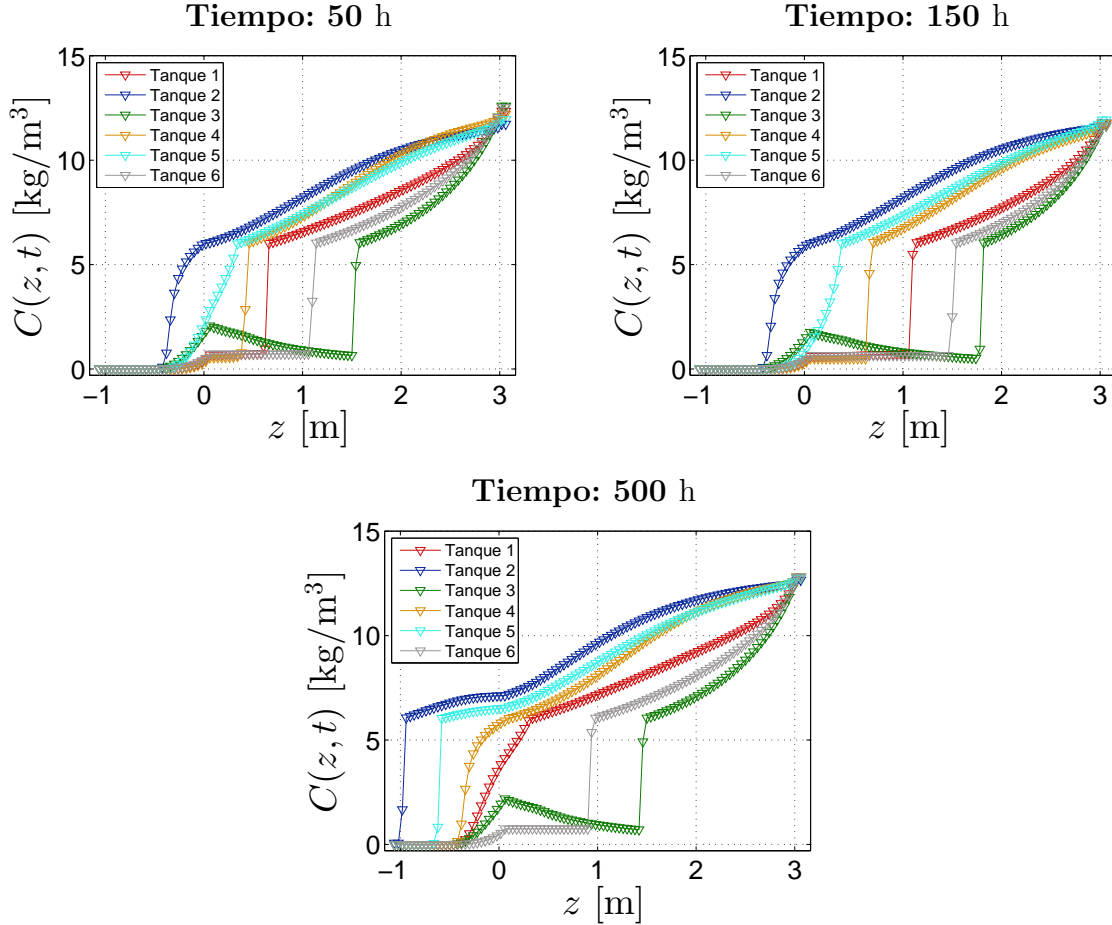 Tiempo: 50 h
15
10
5
0
C(z, t) [kg/m³]
Tanque 1
Tanque 2
Tanque 3
Tanque 4
Tanque 5
Tanque 6
−1 0 1 2 3
z [m]
Tiempo: 150 h
15
10
5
0
C(z, t) [kg/m³]
Tanque 1
Tanque 2
Tanque 3
Tanque 4
Tanque 5
Tanque 6
−1 0 1 2 3
z [m]
Tiempo: 500 h
15
10
5
0
C(z, t) [kg/m³]
Tanque 1
Tanque 2
Tanque 3
Tanque 4
Tanque 5
Tanque 6
−1 0 1 2 3
z [m]